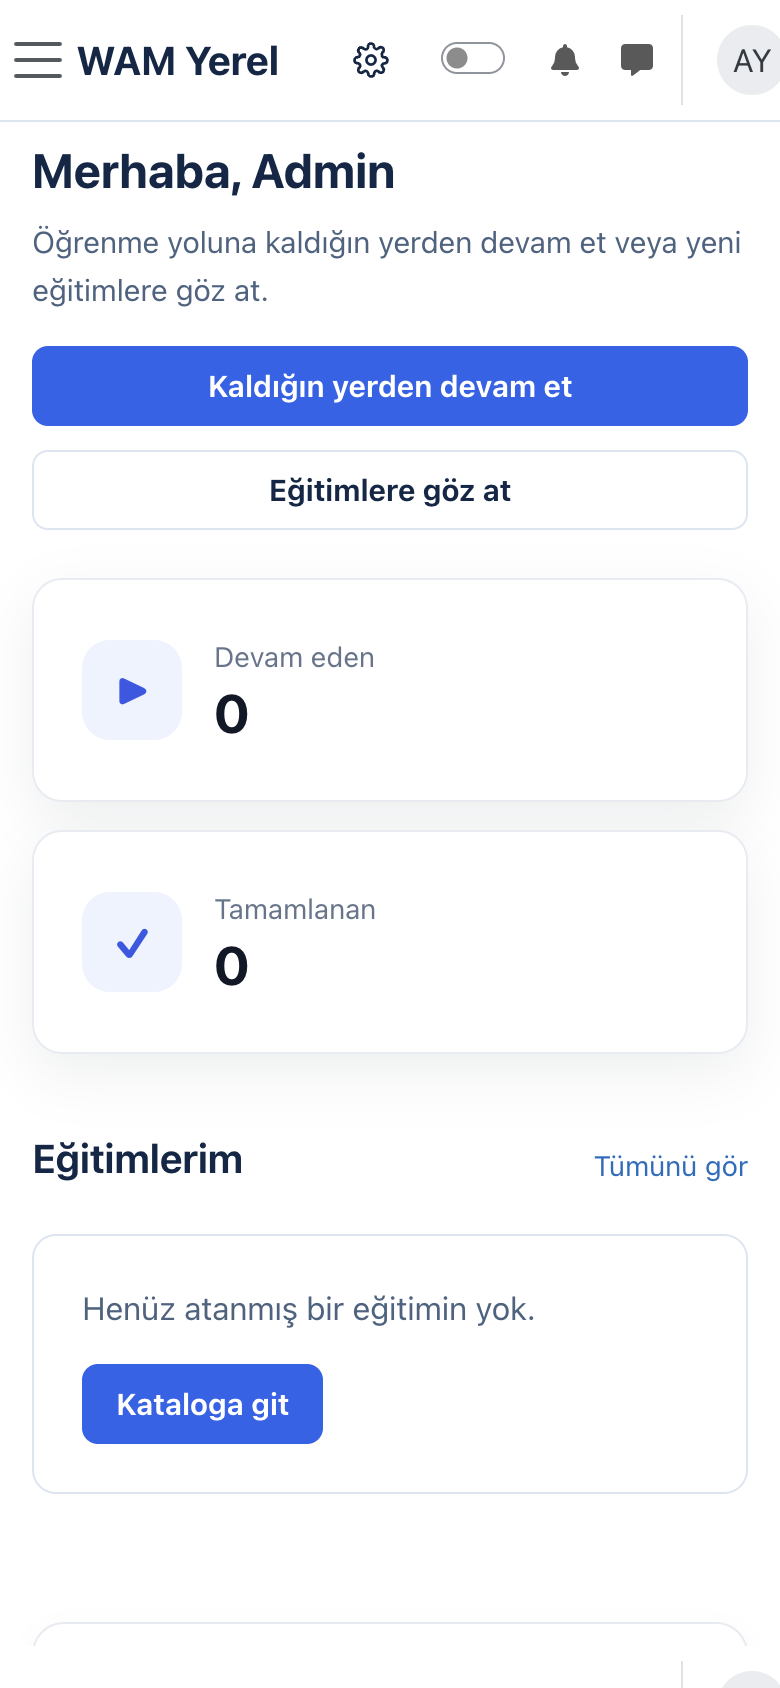 WAM Yerel
AY
Merhaba, Admin
Öğrenme yoluna kaldığın yerden devam et veya yeni
eğitimlere göz at.
Kaldığın yerden devam et
Eğitimlere göz at
Devam eden
0
Tamamlanan
0
Eğitimlerim
Tümünü gör
Henüz atanmış bir eğitimin yok.
Kataloga git